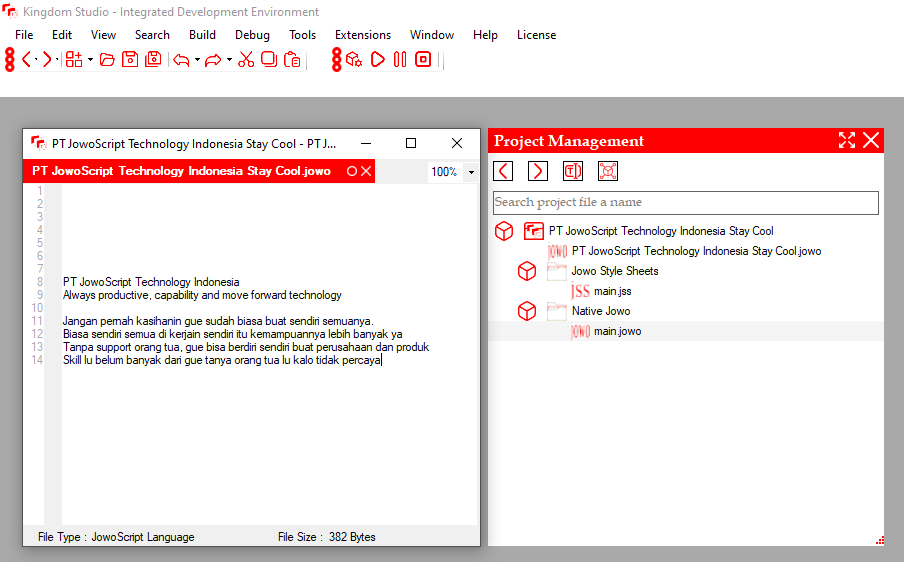 Kingdom Studio - Integrated Development Environment
File Edit View Search Build Debug Tools Extensions Window Help License
PT JowoScript Technology Indonesia Stay Cool - PT J...
PT JowoScript Technology Indonesia Stay Cool.jowo
100%
1
2
3
4
5
6
7
8 PT JowoScript Technology Indonesia
9 Always productive, capability and move forward technology
10
11 Jangan pernah kasihanin gue sudah biasa buat sendiri semuanya.
12 Biasa sendiri semua di kerjain sendiri itu kemampuannya lebih banyak ya
13 Tanpa support orang tua, gue bisa berdiri sendiri buat perusahaan dan produk
14 Skill lu belum banyak dari gue tanya orang tua lu kalo tidak percaya
File Type : JowoScript Language File Size : 382 Bytes
Project Management
Search project file a name
PT JowoScript Technology Indonesia Stay Cool
JOWO PT JowoScript Technology Indonesia Stay Cool.jowo
Jowo Style Sheets
JSS main.jss
Native Jowo
JOWO main.jowo